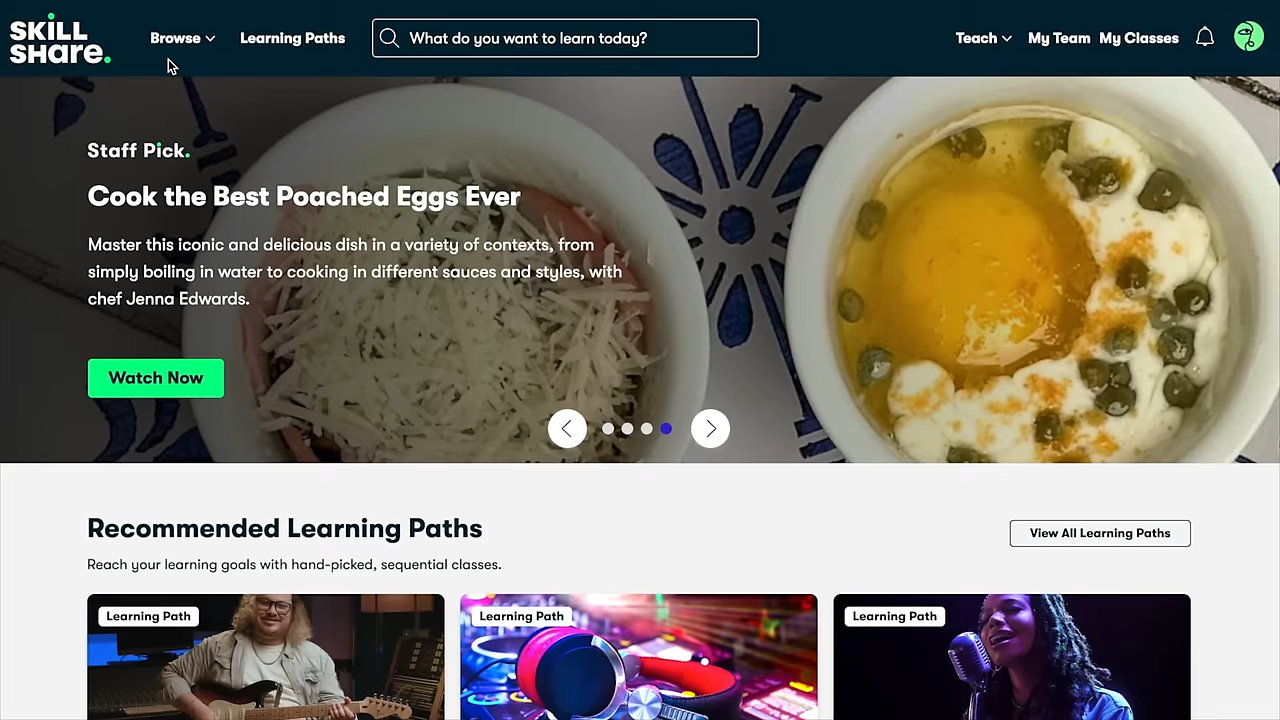 SKiLL
SHare.
Browse
Learning Paths
What do you want to learn today?
Teach
My Team
My Classes
Staff Pick.
Cook the Best Poached Eggs Ever
Master this iconic and delicious dish in a variety of contexts, from
simply boiling in water to cooking in different sauces and styles, with
chef Jenna Edwards.
Watch Now
Recommended Learning Paths
View All Learning Paths
Reach your learning goals with hand-picked, sequential classes.
Learning Path
Learning Path
Learning Path